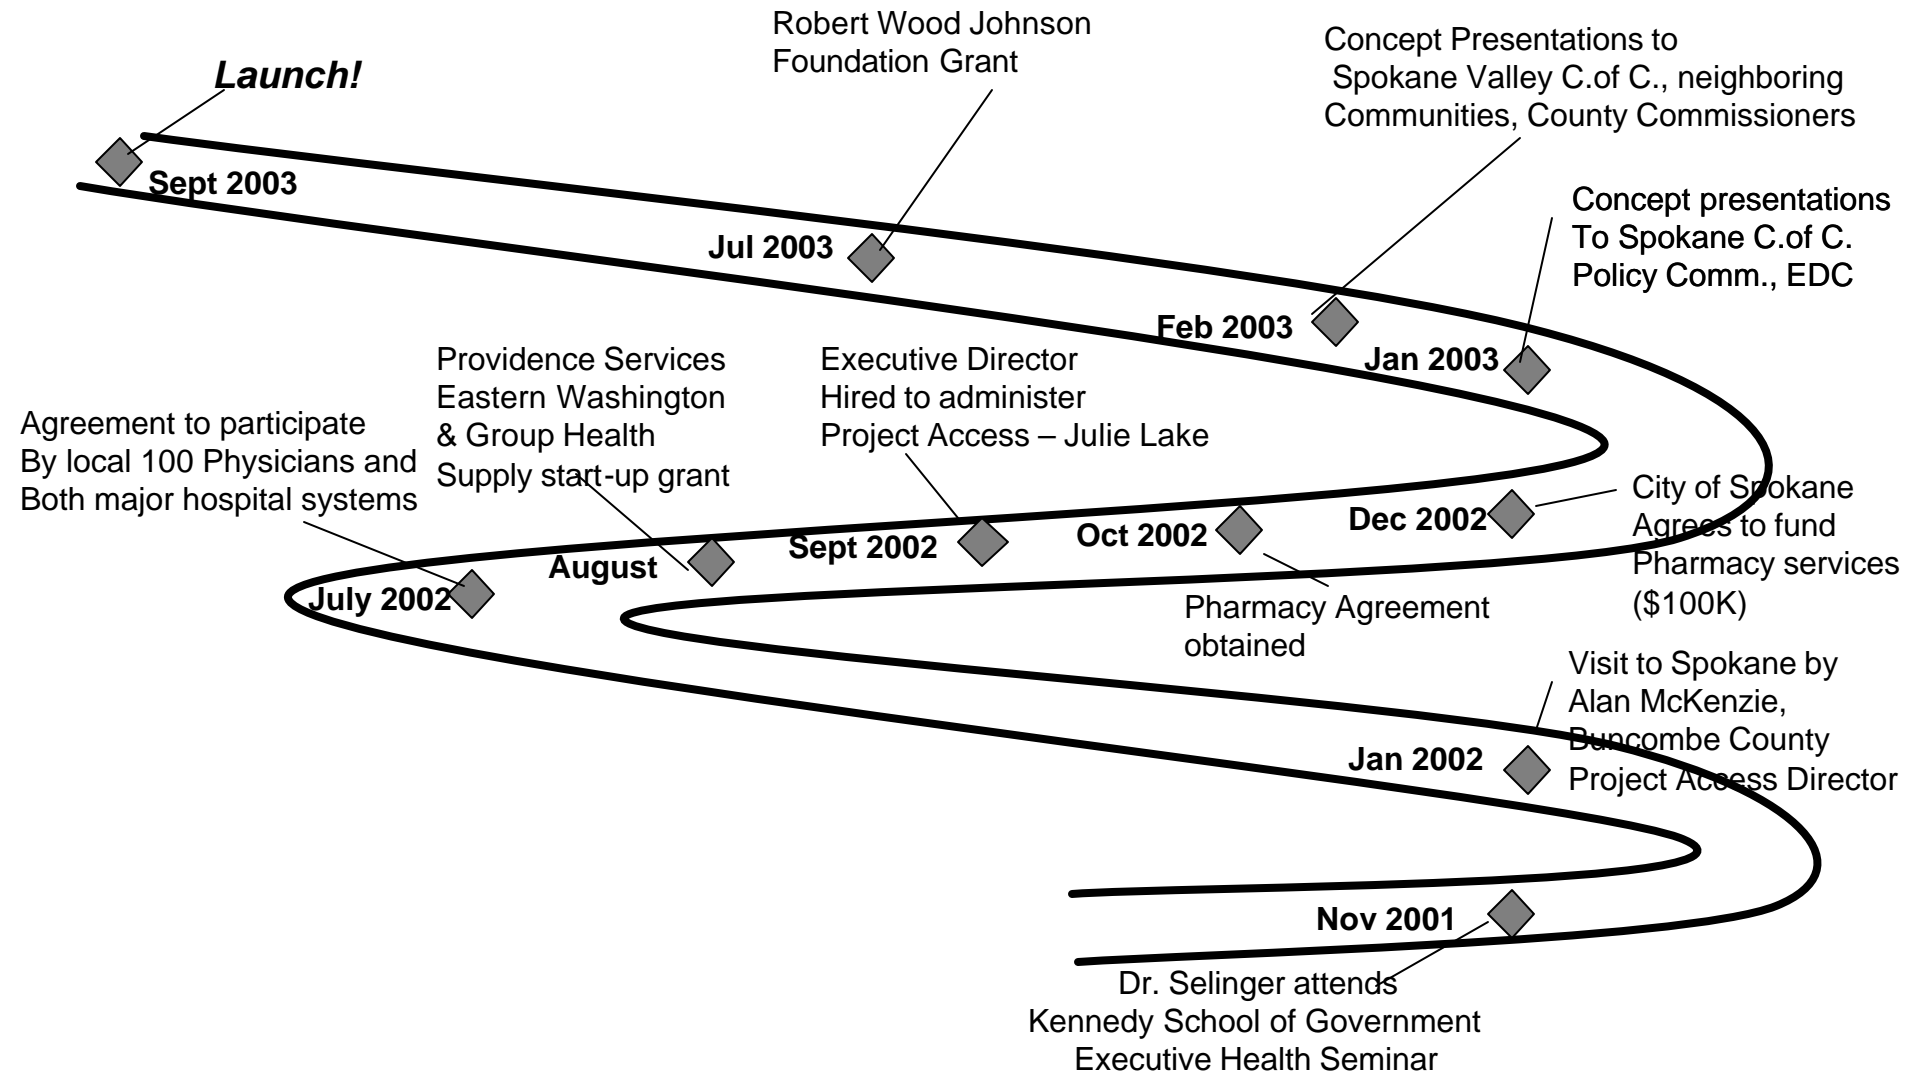 Launch!
Sept 2003
Robert Wood Johnson
Foundation Grant
Jul 2003
Concept Presentations to
Spokane Valley C.of C., neighboring
Communities, County Commissioners
Feb 2003
Concept presentations
To Spokane C.of C.
Policy Comm., EDC
Jan 2003
Agreement to participate
By local 100 Physicians and
Both major hospital systems
July 2002
Providence Services
Eastern Washington
& Group Health
Supply start-up grant
August
Executive Director
Hired to administer
Project Access – Julie Lake
Sept 2002
Oct 2002
Pharmacy Agreement
obtained
Dec 2002
City of Spokane
Agrees to fund
Pharmacy services
($100K)
Visit to Spokane by
Alan McKenzie,
Buncombe County
Project Access Director
Jan 2002
Nov 2001
Dr. Selinger attends
Kennedy School of Government
Executive Health Seminar